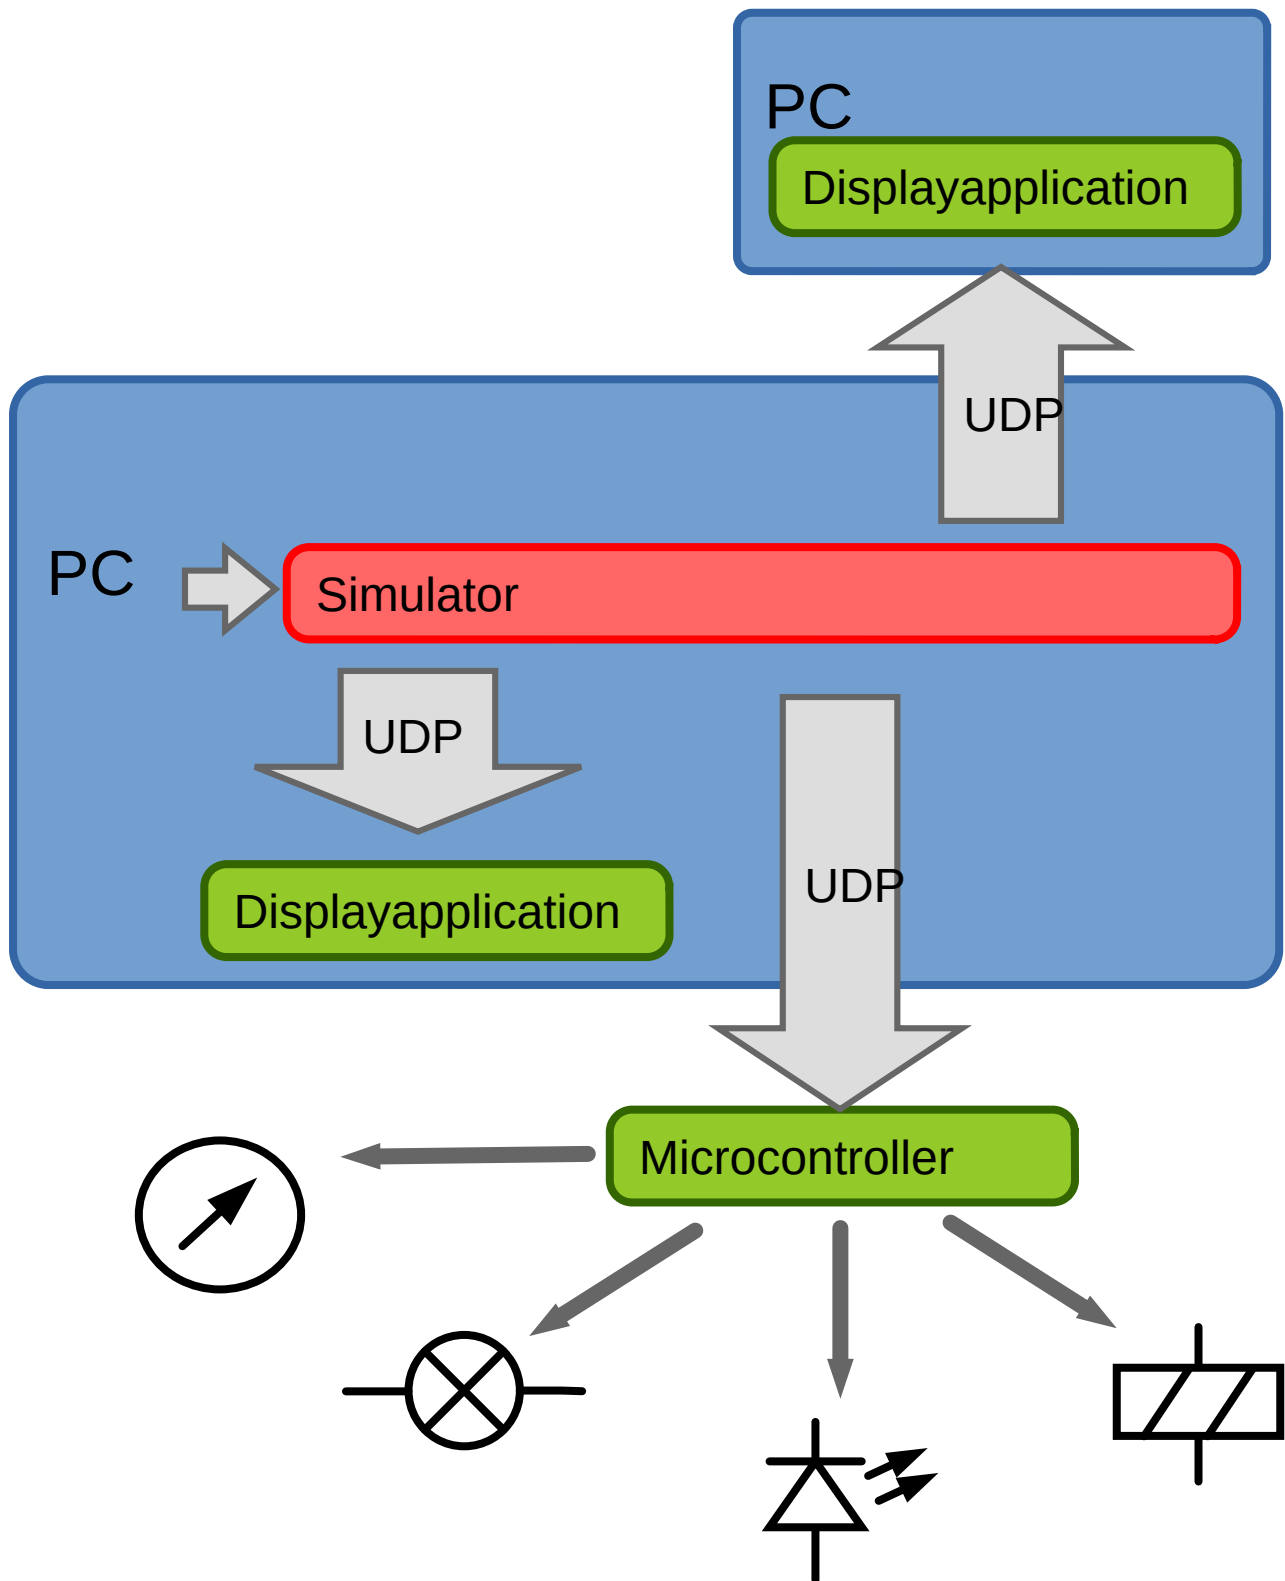 PC
Displayapplication
UDP
PC
Simulator
UDP
UDP
Displayapplication
Microcontroller